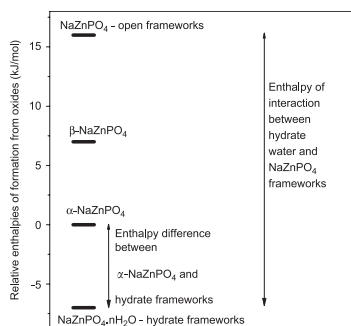 Relative enthalpies of formation from oxides (kJ/mol)
15
10
5
0
-5
NaZnPO₄ - open frameworks
β-NaZnPO₄
α-NaZnPO₄
Enthalpy difference
between
α-NaZnPO₄ and
hydrate frameworks
NaZnPO₄•nH₂O - hydrate frameworks
Enthalpy of
interaction
between
hydrate
water and
NaZnPO₄
frameworks